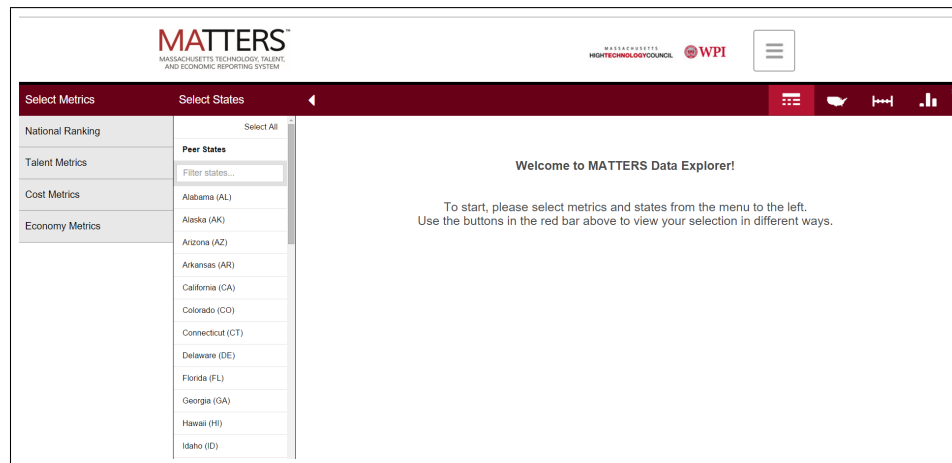 MATTERS™
MASSACHUSETTS TECHNOLOGY, TALENT,
AND ECONOMIC REPORTING SYSTEM
MASSACHUSETTS
HIGHTECHNOLOGYCOUNCIL
WPI
Select Metrics
Select States
National Ranking
Talent Metrics
Cost Metrics
Economy Metrics
Select All
Peer States
Filter states...
Alabama (AL)
Alaska (AK)
Arizona (AZ)
Arkansas (AR)
California (CA)
Colorado (CO)
Connecticut (CT)
Delaware (DE)
Florida (FL)
Georgia (GA)
Hawaii (HI)
Idaho (ID)
Welcome to MATTERS Data Explorer!
To start, please select metrics and states from the menu to the left.
Use the buttons in the red bar above to view your selection in different ways.